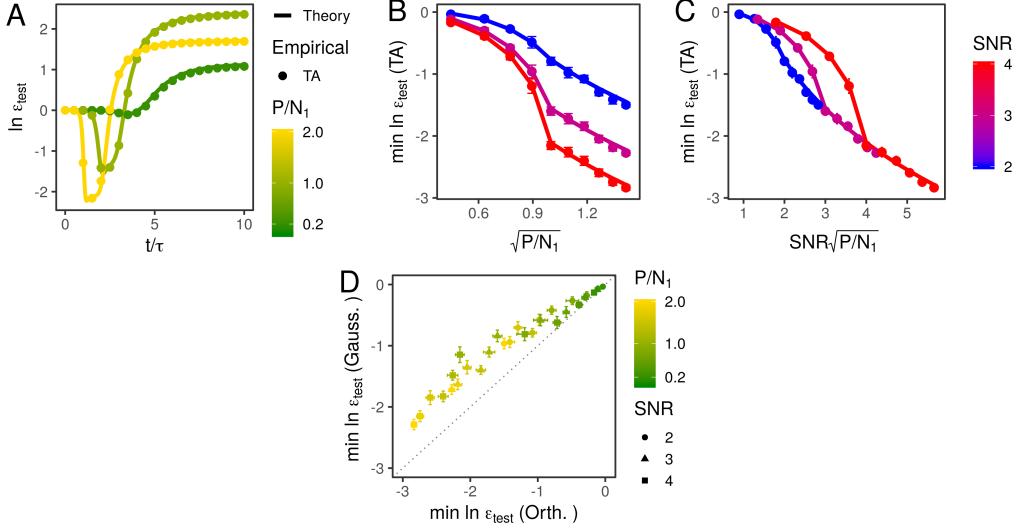 A
ln ε_test
2
1
0
-1
-2
0
5
10
t/τ
Theory
Empirical
TA
P/N₁
2.0
1.0
0.2
B
min ln ε_test (TA)
0
-1
-2
-3
0.6
0.9
1.2
√P/N₁
C
min ln ε_test (TA)
0
-1
-2
-3
1
2
3
4
5
SNR√P/N₁
SNR
4
3
2
D
min ln ε_test (Gauss. )
0
-1
-2
-3
-3
-2
-1
0
min ln ε_test (Orth. )
P/N₁
2.0
1.0
0.2
SNR
2
3
4